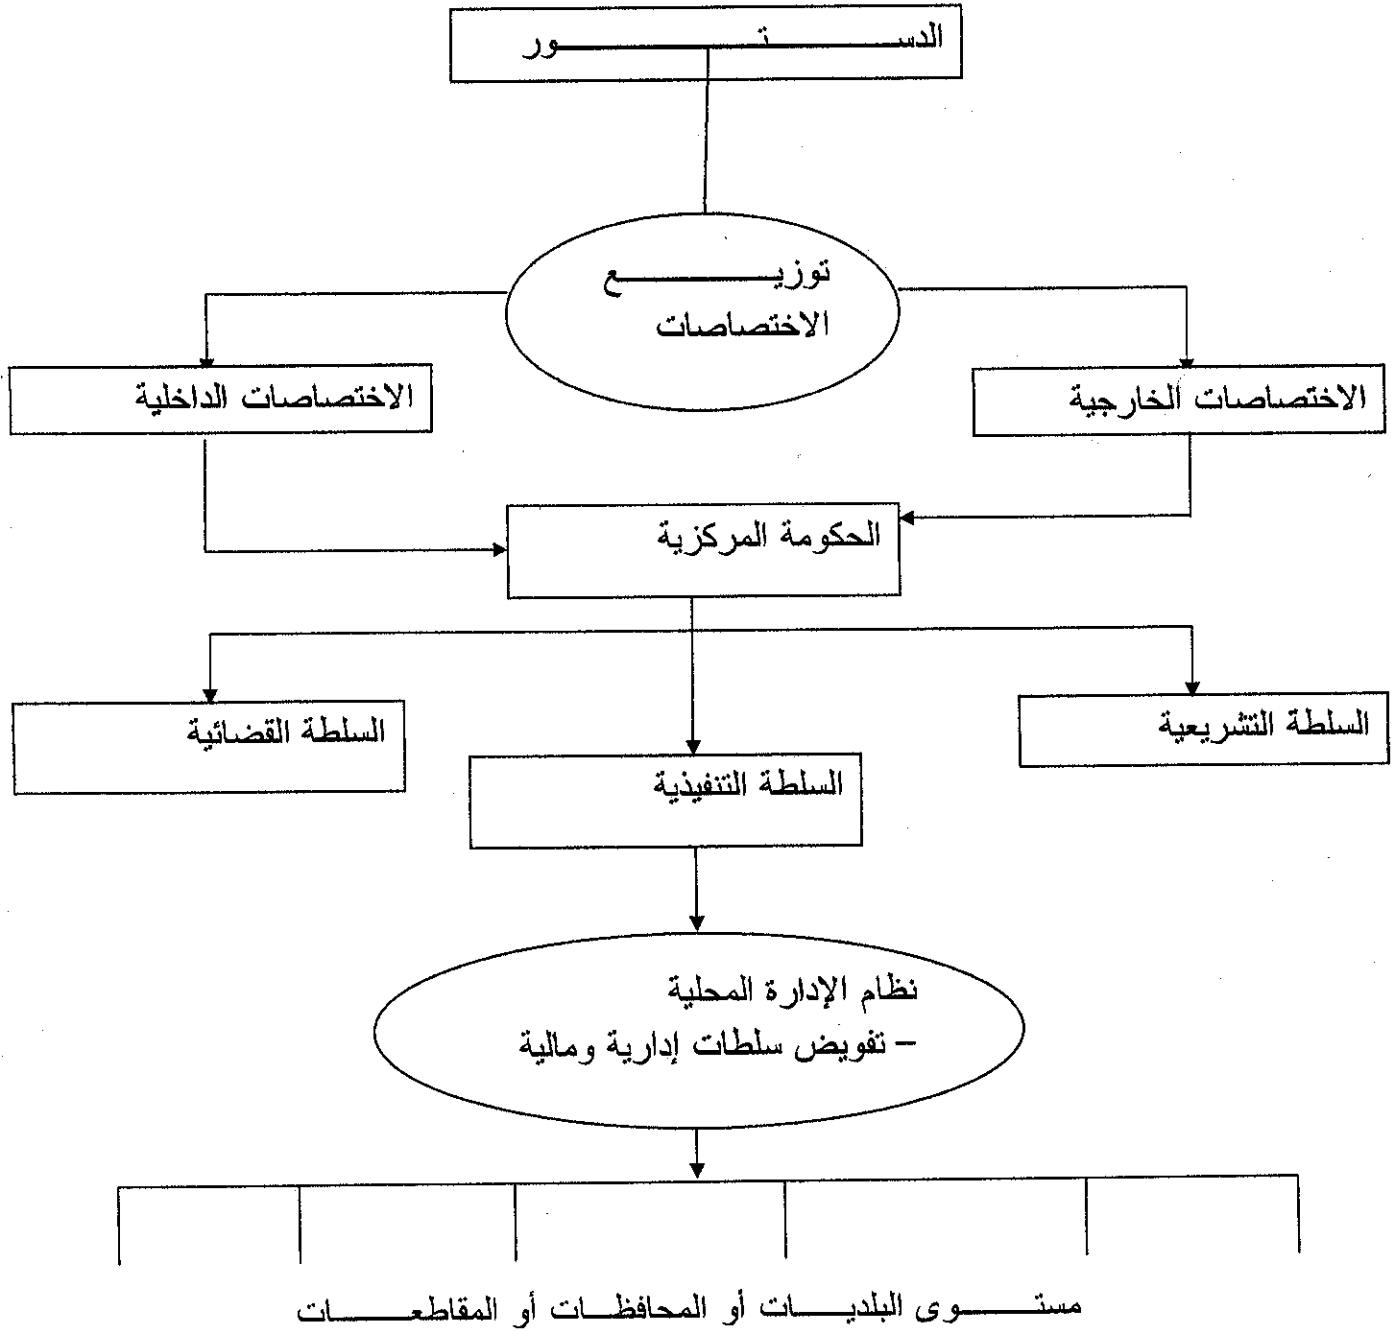 الدستور
توزيع
الاختصاصات
الاختصاصات الخارجية
الاختصاصات الداخلية
الحكومة المركزية
السلطة التشريعية
السلطة القضائية
السلطة التنفيذية
نظام الإدارة المحلية
– تفويض سلطات إدارية ومالية
مستوى البلديات أو المحافظات أو المقاطعات